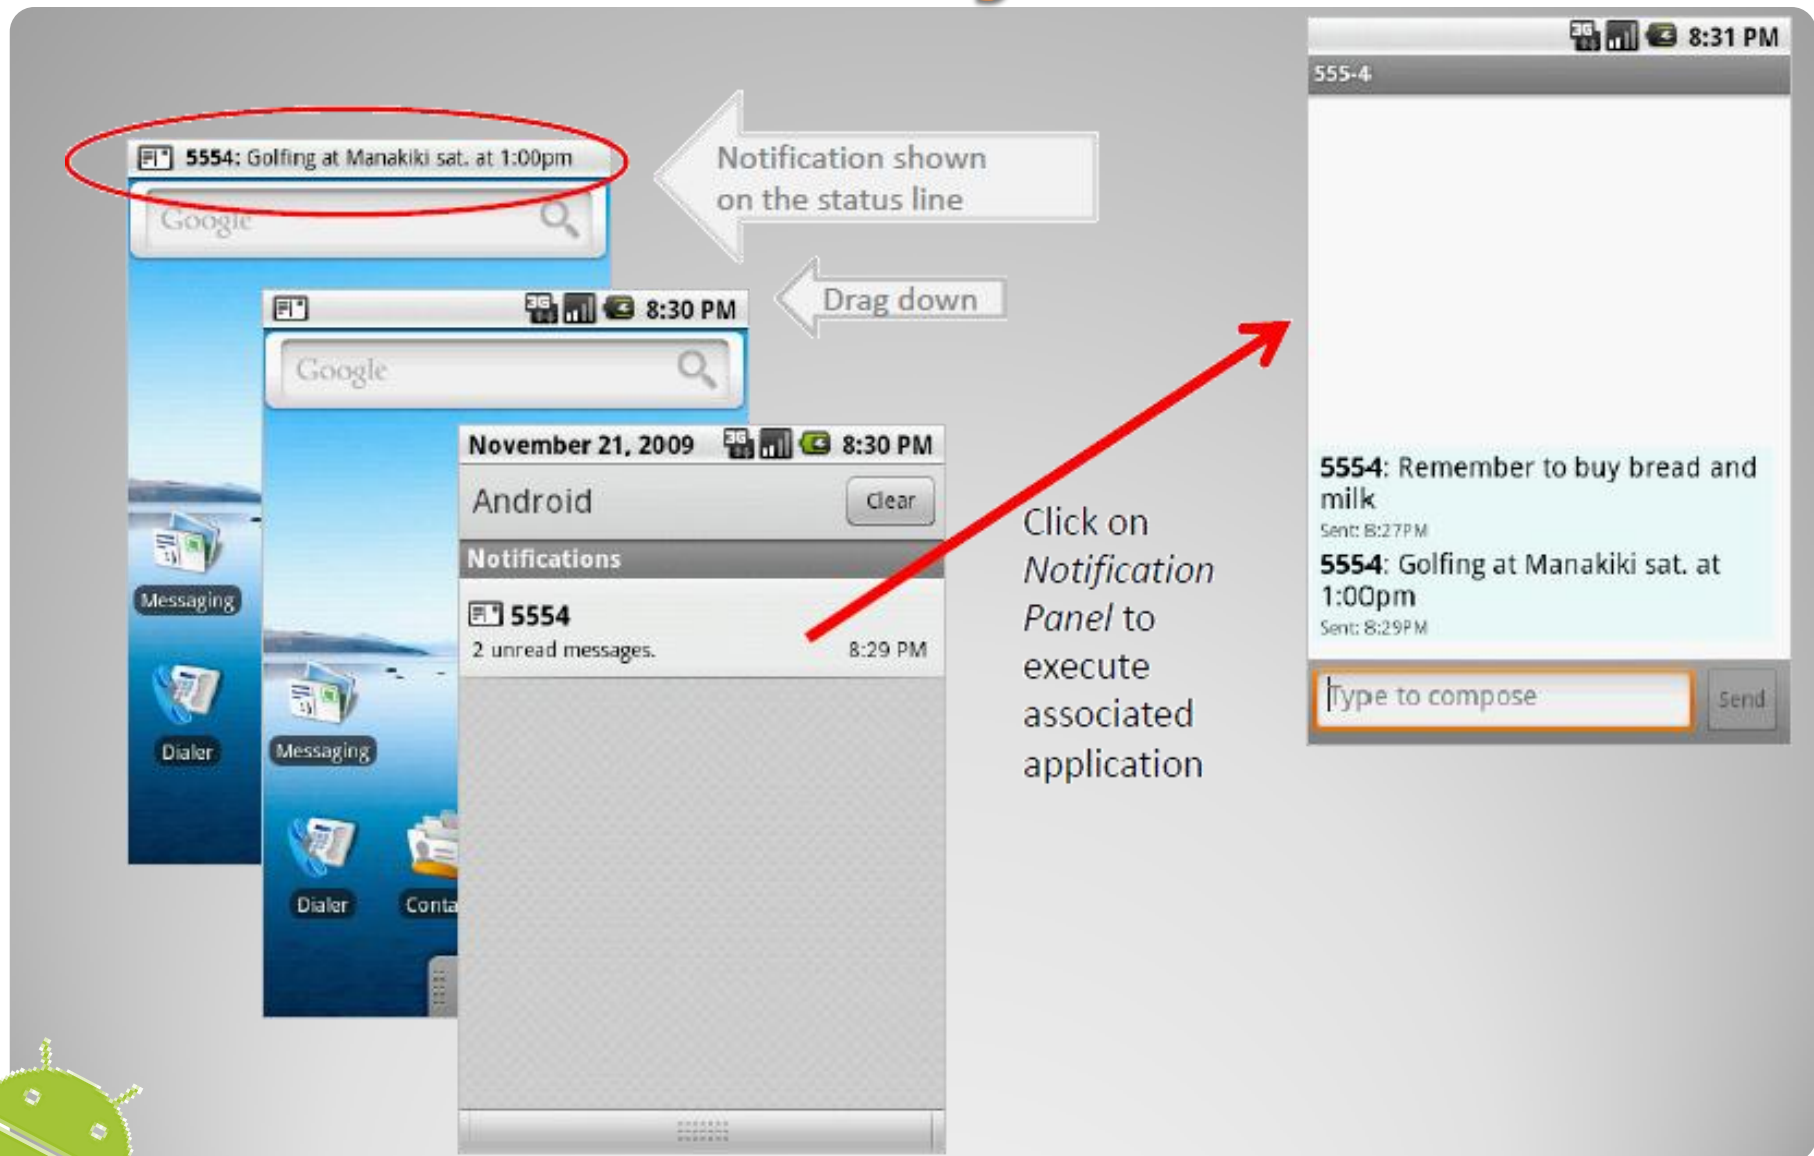 5554: Golfing at Manakiki sat. at 1:00pm
Google
Messaging
Dialer
Notification shown
on the status line
3G 8:30 PM
Google
Messaging
Dialer
Conta
Drag down
November 21, 2009 3G 8:30 PM
Android Clear
Notifications
5554
2 unread messages. 8:29 PM
Click on
Notification
Panel to
execute
associated
application
3G 8:31 PM
555-4
5554: Remember to buy bread and
milk
Sent: 8:27PM
5554: Golfing at Manakiki sat. at
1:00pm
Sent: 8:29PM
Type to compose Send